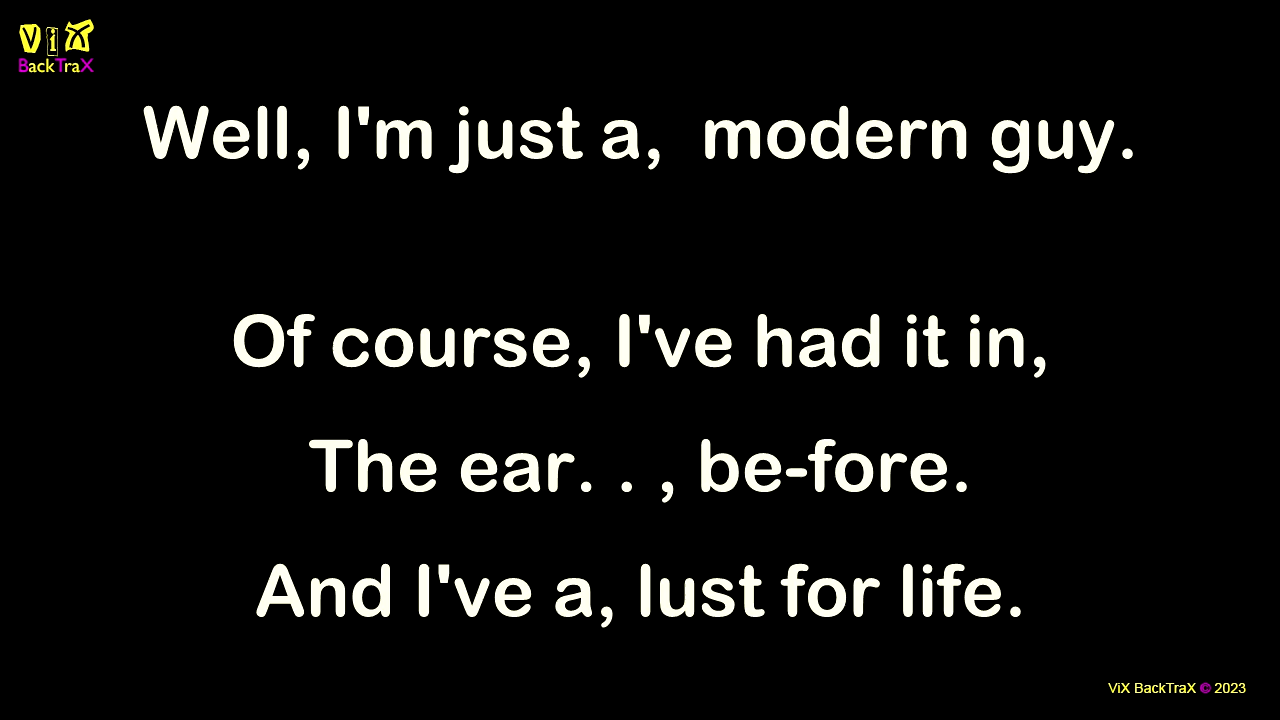 ViX
BackTraX
Well, I'm just a,  modern guy.
Of course, I've had it in,
The ear. . , be-fore.
And I've a, lust for life.
ViX BackTraX © 2023